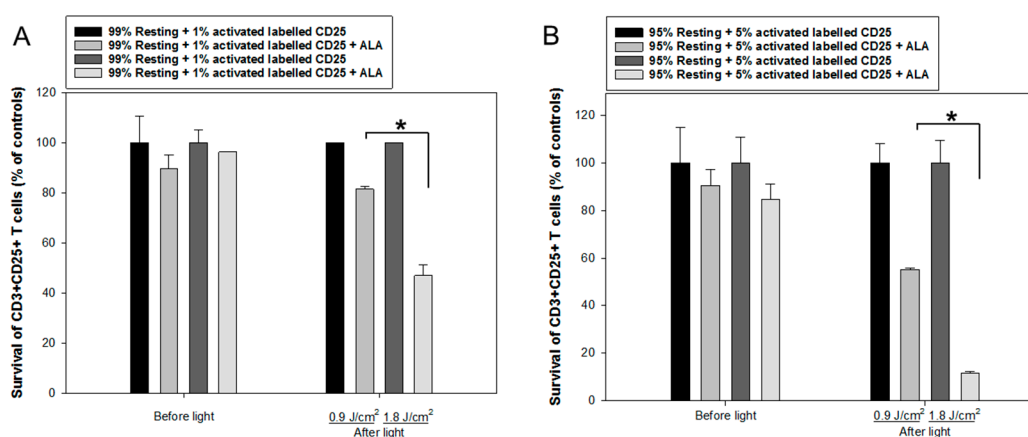 A
99% Resting + 1% activated labelled CD25
99% Resting + 1% activated labelled CD25 + ALA
99% Resting + 1% activated labelled CD25
99% Resting + 1% activated labelled CD25 + ALA
Survival of CD3+CD25+ T cells (% of controls)
120
100
80
60
40
20
0
*
Before light
0.9 J/cm² 1.8 J/cm²
After light
B
95% Resting + 5% activated labelled CD25
95% Resting + 5% activated labelled CD25 + ALA
95% Resting + 5% activated labelled CD25
95% Resting + 5% activated labelled CD25 + ALA
Survival of CD3+CD25+ T cells (% of controls)
120
100
80
60
40
20
0
*
Before light
0.9 J/cm² 1.8 J/cm²
After light